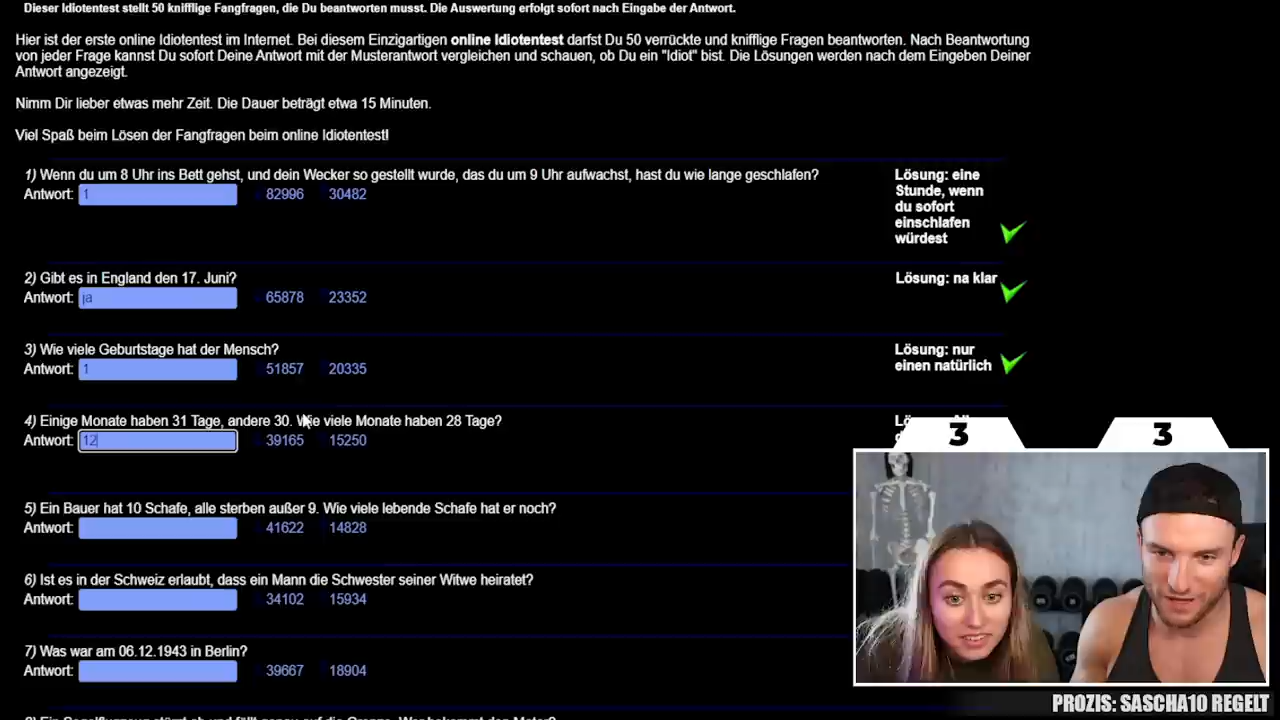 Dieser Idiotentest stellt 50 knifflige Fangfragen, die Du beantworten musst. Die Auswertung erfolgt sofort nach Eingabe der Antwort.
Hier ist der erste online Idiotentest im Internet. Bei diesem Einzigartigen online Idiotentest darfst Du 50 verrückte und knifflige Fragen beantworten. Nach Beantwortung
von jeder Frage kannst Du sofort Deine Antwort mit der Musterantwort vergleichen und schauen, ob Du ein "Idiot" bist. Die Lösungen werden nach dem Eingeben Deiner
Antwort angezeigt.
Nimm Dir lieber etwas mehr Zeit. Die Dauer beträgt etwa 15 Minuten.
Viel Spaß beim Lösen der Fangfragen beim online Idiotentest!
1) Wenn du um 8 Uhr ins Bett gehst, und dein Wecker so gestellt wurde, das du um 9 Uhr aufwachst, hast du wie lange geschlafen?
Antwort: 1 82996 30482
Lösung: eine
Stunde, wenn
du sofort
einschlafen
würdest
2) Gibt es in England den 17. Juni?
Antwort: ja 65878 23352
Lösung: na klar
3) Wie viele Geburtstage hat der Mensch?
Antwort: 1 51857 20335
Lösung: nur
einen natürlich
4) Einige Monate haben 31 Tage, andere 30. Wie viele Monate haben 28 Tage?
Antwort: 12 39165 15250
3 3
5) Ein Bauer hat 10 Schafe, alle sterben außer 9. Wie viele lebende Schafe hat er noch?
Antwort: 41622 14828
6) Ist es in der Schweiz erlaubt, dass ein Mann die Schwester seiner Witwe heiratet?
Antwort: 34102 15934
7) Was war am 06.12.1943 in Berlin?
Antwort: 39667 18904
PROZIS: SASCHA10 REGELT